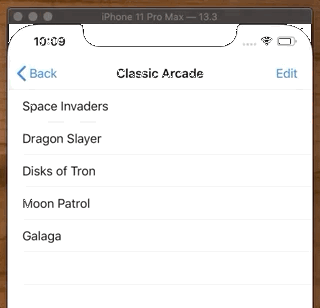 iPhone 11 Pro Max — 13.3
10:09
Back
Classic Arcade
Edit
Space Invaders
Dragon Slayer
Disks of Tron
Moon Patrol
Galaga